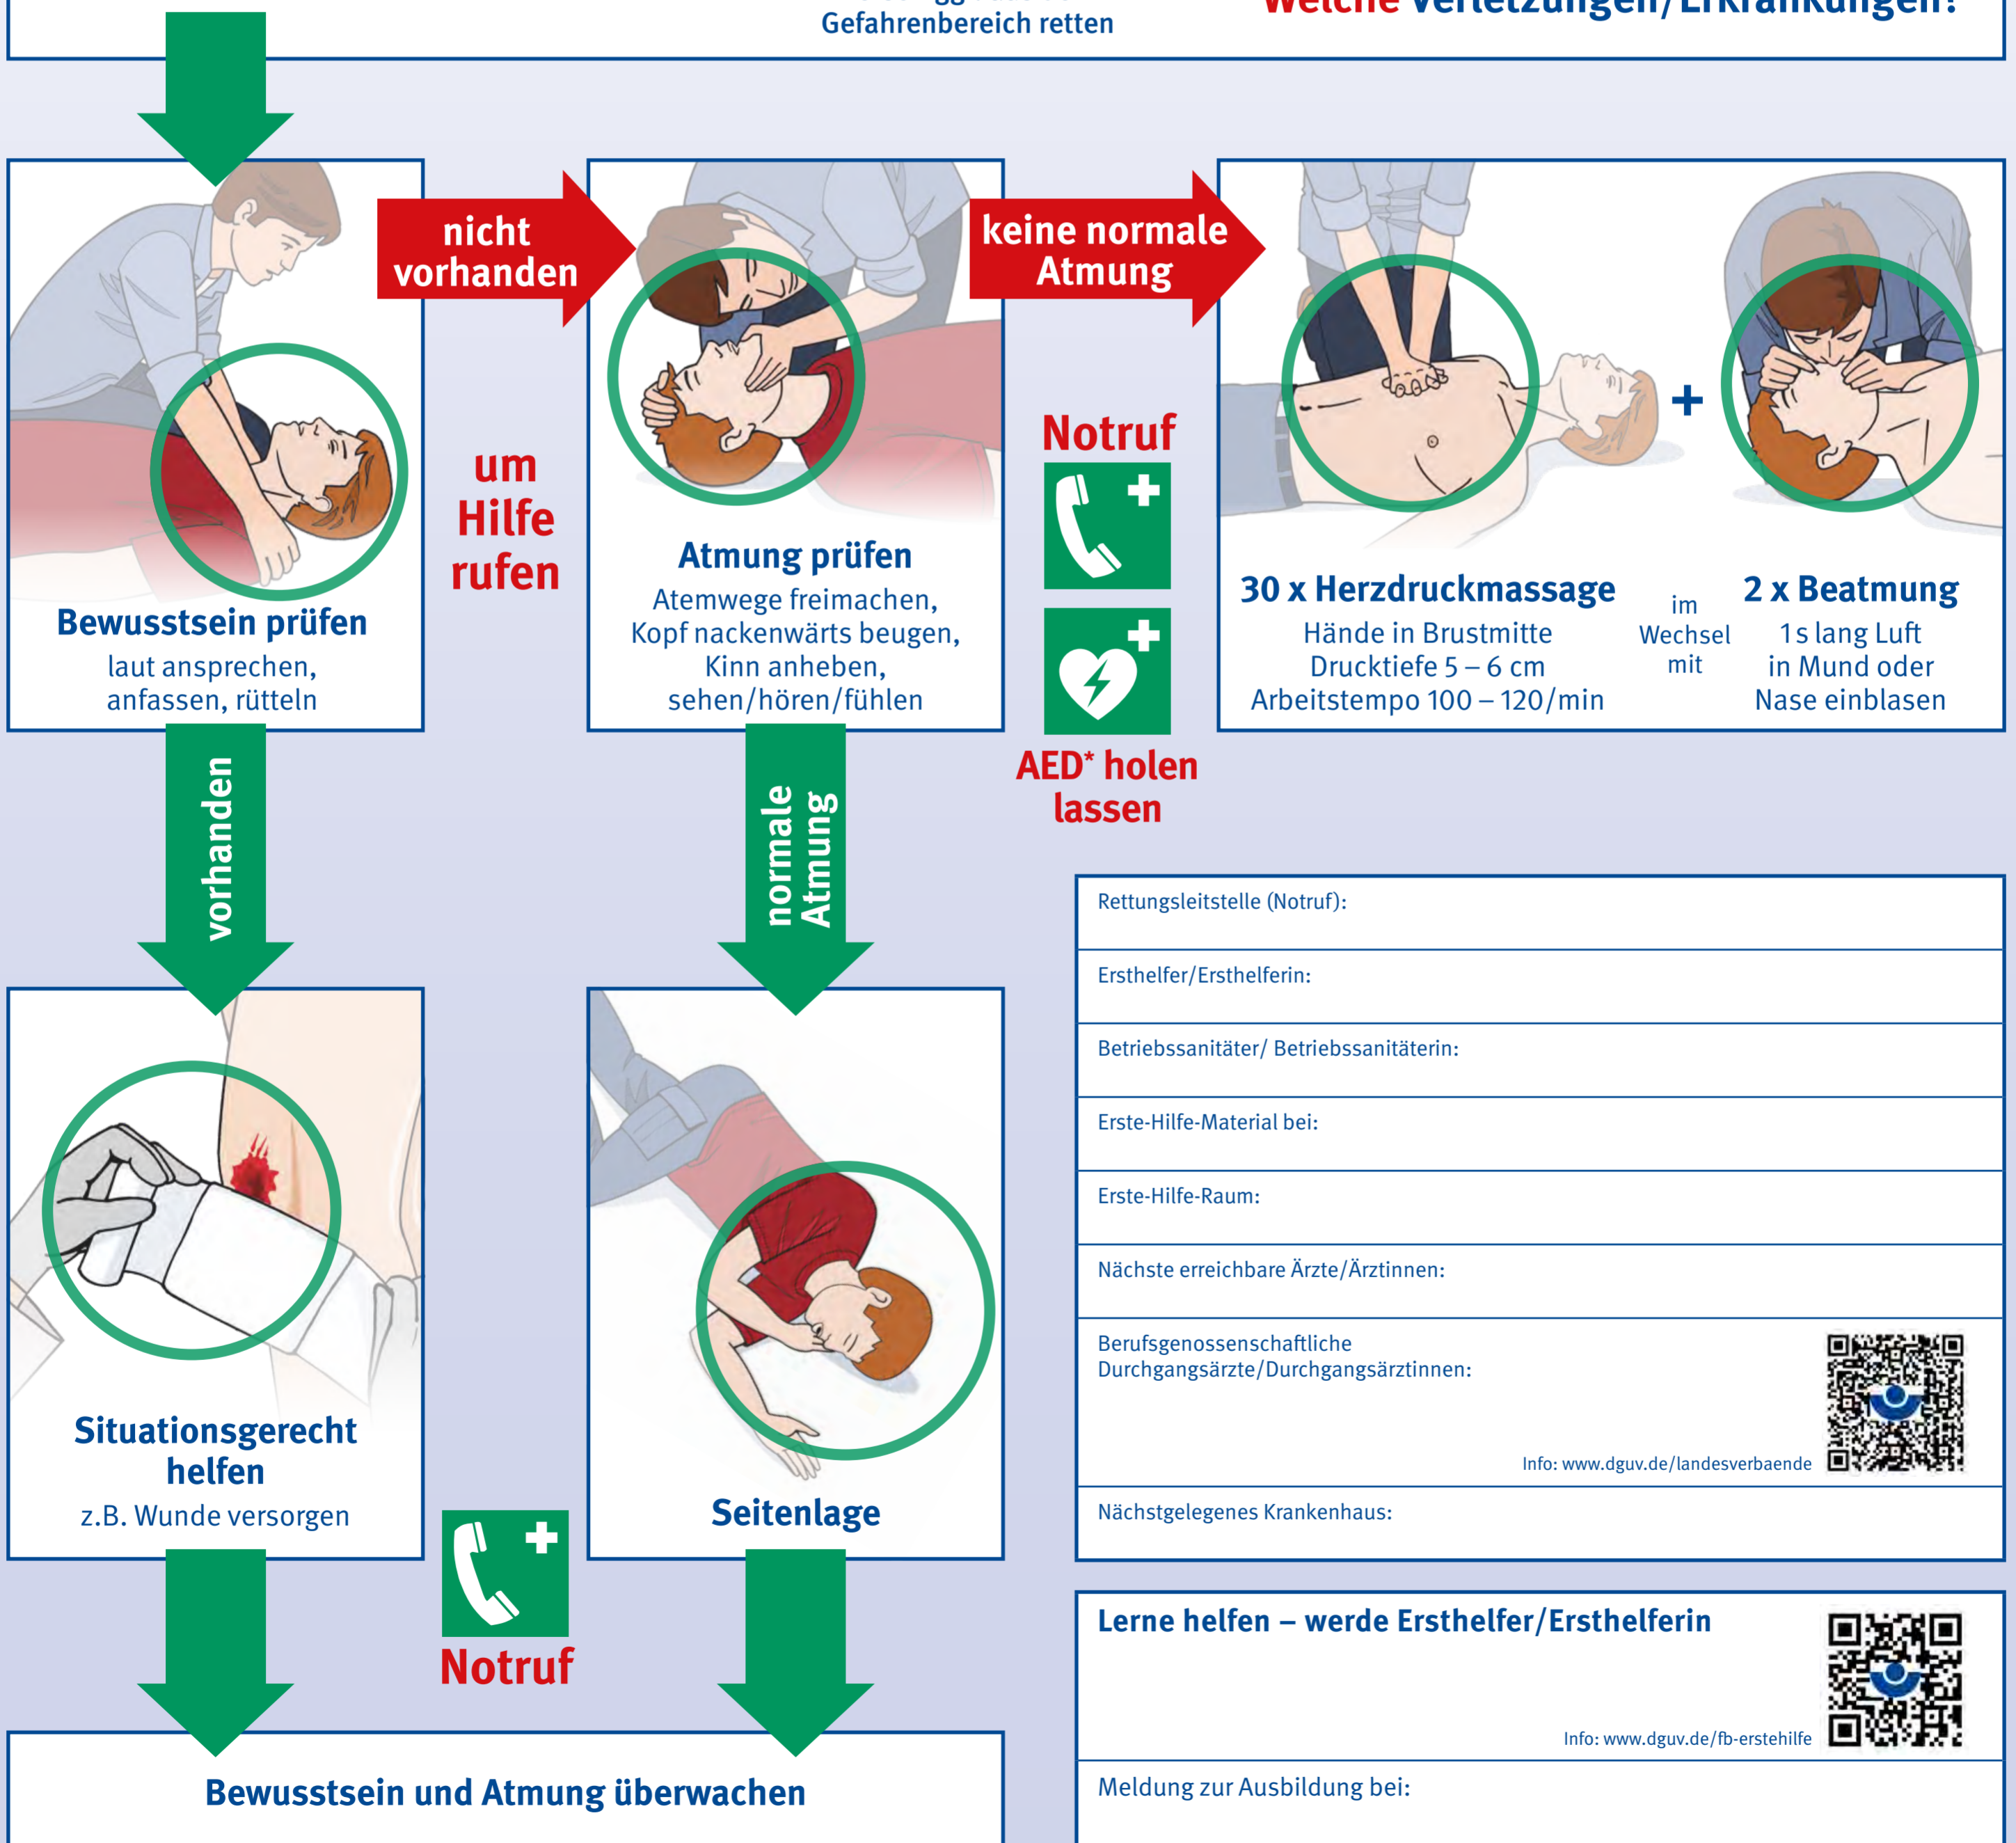 Gefahrenbereich retten
Welche Verletzungen/Erkrankungen?
nicht
vorhanden
keine normale
Atmung
um
Hilfe
rufen
Notruf
AED* holen
lassen
Bewusstsein prüfen
laut ansprechen,
anfassen, rütteln
Atmung prüfen
Atemwege freimachen,
Kopf nackenwärts beugen,
Kinn anheben,
sehen/hören/fühlen
30 x Herzdruckmassage
Hände in Brustmitte
Drucktiefe 5 – 6 cm
Arbeitstempo 100 – 120/min
im
Wechsel
mit
2 x Beatmung
1 s lang Luft
in Mund oder
Nase einblasen
vorhanden
normale
Atmung
Situationsgerecht
helfen
z.B. Wunde versorgen
Seitenlage
Notruf
Bewusstsein und Atmung überwachen
Rettungsleitstelle (Notruf):
Ersthelfer/Ersthelferin:
Betriebssanitäter/ Betriebssanitäterin:
Erste-Hilfe-Material bei:
Erste-Hilfe-Raum:
Nächste erreichbare Ärzte/Ärztinnen:
Berufsgenossenschaftliche
Durchgangsärzte/Durchgangsärztinnen:
Info: www.dguv.de/landesverbaende
Nächstgelegenes Krankenhaus:
Lerne helfen – werde Ersthelfer/Ersthelferin
Info: www.dguv.de/fb-erstehilfe
Meldung zur Ausbildung bei: